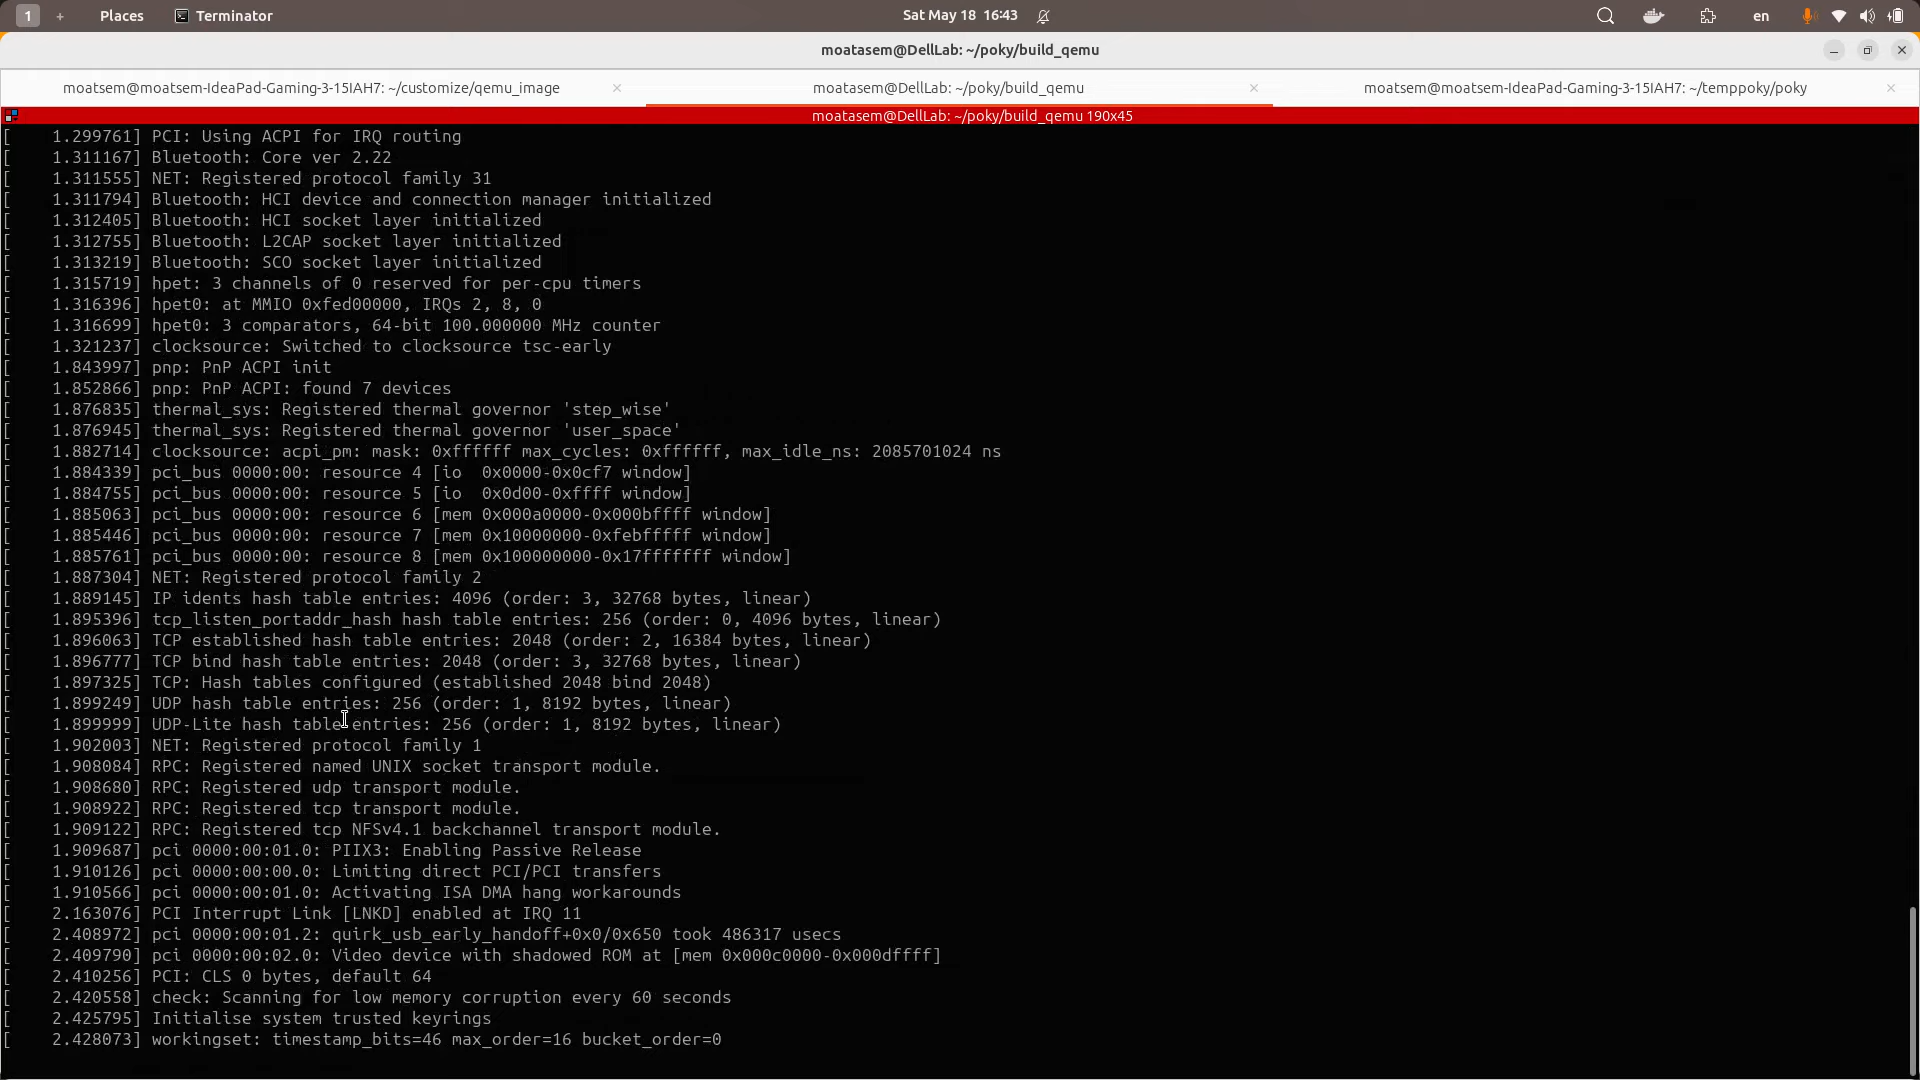 1 + Places Terminator Sat May 18 16:43 en
moatasem@DellLab: ~/poky/build_qemu
moatsem@moatsem-IdeaPad-Gaming-3-15IAH7: ~/customize/qemu_image × moatasem@DellLab: ~/poky/build_qemu × moatsem@moatsem-IdeaPad-Gaming-3-15IAH7: ~/temppoky/poky ×
moatasem@DellLab: ~/poky/build_qemu 190x45
[    1.299761] PCI: Using ACPI for IRQ routing
[    1.311167] Bluetooth: Core ver 2.22
[    1.311555] NET: Registered protocol family 31
[    1.311794] Bluetooth: HCI device and connection manager initialized
[    1.312405] Bluetooth: HCI socket layer initialized
[    1.312755] Bluetooth: L2CAP socket layer initialized
[    1.313219] Bluetooth: SCO socket layer initialized
[    1.315719] hpet: 3 channels of 0 reserved for per-cpu timers
[    1.316396] hpet0: at MMIO 0xfed00000, IRQs 2, 8, 0
[    1.316699] hpet0: 3 comparators, 64-bit 100.000000 MHz counter
[    1.321237] clocksource: Switched to clocksource tsc-early
[    1.843997] pnp: PnP ACPI init
[    1.852866] pnp: PnP ACPI: found 7 devices
[    1.876835] thermal_sys: Registered thermal governor 'step_wise'
[    1.876945] thermal_sys: Registered thermal governor 'user_space'
[    1.882714] clocksource: acpi_pm: mask: 0xffffff max_cycles: 0xffffff, max_idle_ns: 2085701024 ns
[    1.884339] pci_bus 0000:00: resource 4 [io  0x0000-0x0cf7 window]
[    1.884755] pci_bus 0000:00: resource 5 [io  0x0d00-0xffff window]
[    1.885063] pci_bus 0000:00: resource 6 [mem 0x000a0000-0x000bffff window]
[    1.885446] pci_bus 0000:00: resource 7 [mem 0x10000000-0xfebfffff window]
[    1.885761] pci_bus 0000:00: resource 8 [mem 0x100000000-0x17fffffff window]
[    1.887304] NET: Registered protocol family 2
[    1.889145] IP idents hash table entries: 4096 (order: 3, 32768 bytes, linear)
[    1.895396] tcp_listen_portaddr_hash hash table entries: 256 (order: 0, 4096 bytes, linear)
[    1.896063] TCP established hash table entries: 2048 (order: 2, 16384 bytes, linear)
[    1.896777] TCP bind hash table entries: 2048 (order: 3, 32768 bytes, linear)
[    1.897325] TCP: Hash tables configured (established 2048 bind 2048)
[    1.899249] UDP hash table entries: 256 (order: 1, 8192 bytes, linear)
[    1.899999] UDP-Lite hash table entries: 256 (order: 1, 8192 bytes, linear)
[    1.902003] NET: Registered protocol family 1
[    1.908084] RPC: Registered named UNIX socket transport module.
[    1.908680] RPC: Registered udp transport module.
[    1.908922] RPC: Registered tcp transport module.
[    1.909122] RPC: Registered tcp NFSv4.1 backchannel transport module.
[    1.909687] pci 0000:00:01.0: PIIX3: Enabling Passive Release
[    1.910126] pci 0000:00:00.0: Limiting direct PCI/PCI transfers
[    1.910566] pci 0000:00:01.0: Activating ISA DMA hang workarounds
[    2.163076] PCI Interrupt Link [LNKD] enabled at IRQ 11
[    2.408972] pci 0000:00:01.2: quirk_usb_early_handoff+0x0/0x650 took 486317 usecs
[    2.409790] pci 0000:00:02.0: Video device with shadowed ROM at [mem 0x000c0000-0x000dffff]
[    2.410256] PCI: CLS 0 bytes, default 64
[    2.420558] check: Scanning for low memory corruption every 60 seconds
[    2.425795] Initialise system trusted keyrings
[    2.428073] workingset: timestamp_bits=46 max_order=16 bucket_order=0